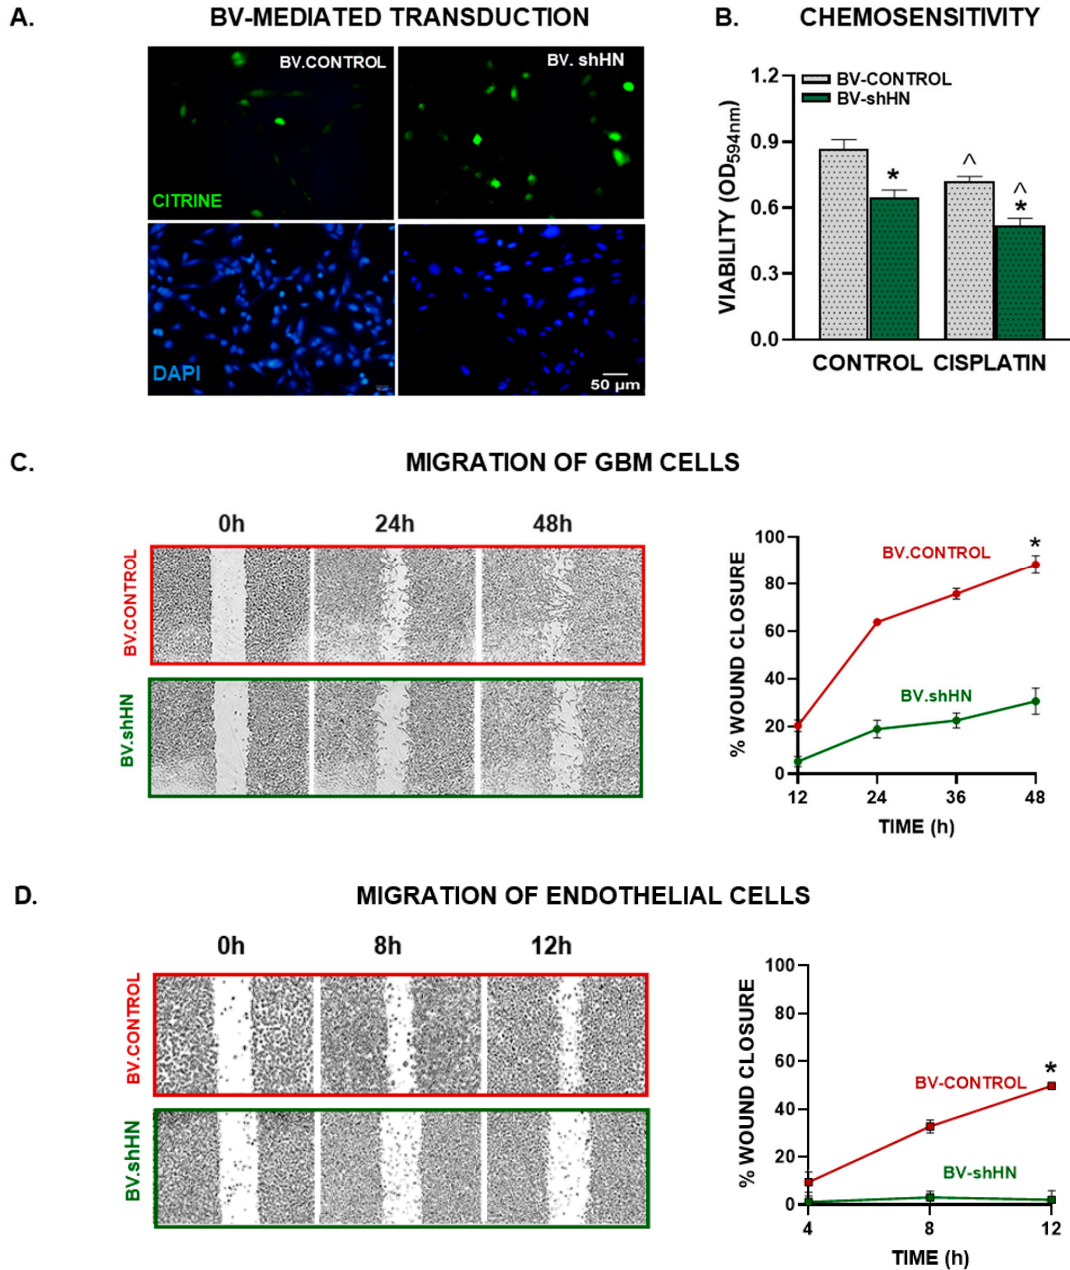 A.
BV-MEDIATED TRANSDUCTION
BV.CONTROL
BV. shHN
CITRINE
DAPI
50 µm
B.
CHEMOSENSITIVITY
BV-CONTROL
BV-shHN
VIABILITY (OD594nm)
1.2
0.9
0.6
0.3
0.0
^
*
^
*
CONTROL CISPLATIN
C.
MIGRATION OF GBM CELLS
0h 24h 48h
BV.CONTROL
BV.shHN
% WOUND CLOSURE
100
80
60
40
20
0
BV.CONTROL
*
BV.shHN
12 24 36 48
TIME (h)
D.
MIGRATION OF ENDOTHELIAL CELLS
0h 8h 12h
BV.CONTROL
BV.shHN
% WOUND CLOSURE
100
80
60
40
20
0
BV-CONTROL
*
BV-shHN
4 8 12
TIME (h)